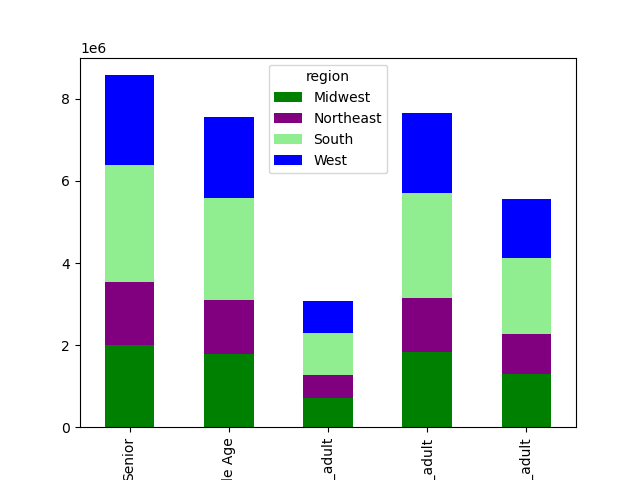 1e6
8
6
4
2
0
region
Midwest
Northeast
South
West
Senior
le Age
_adult
_adult
_adult